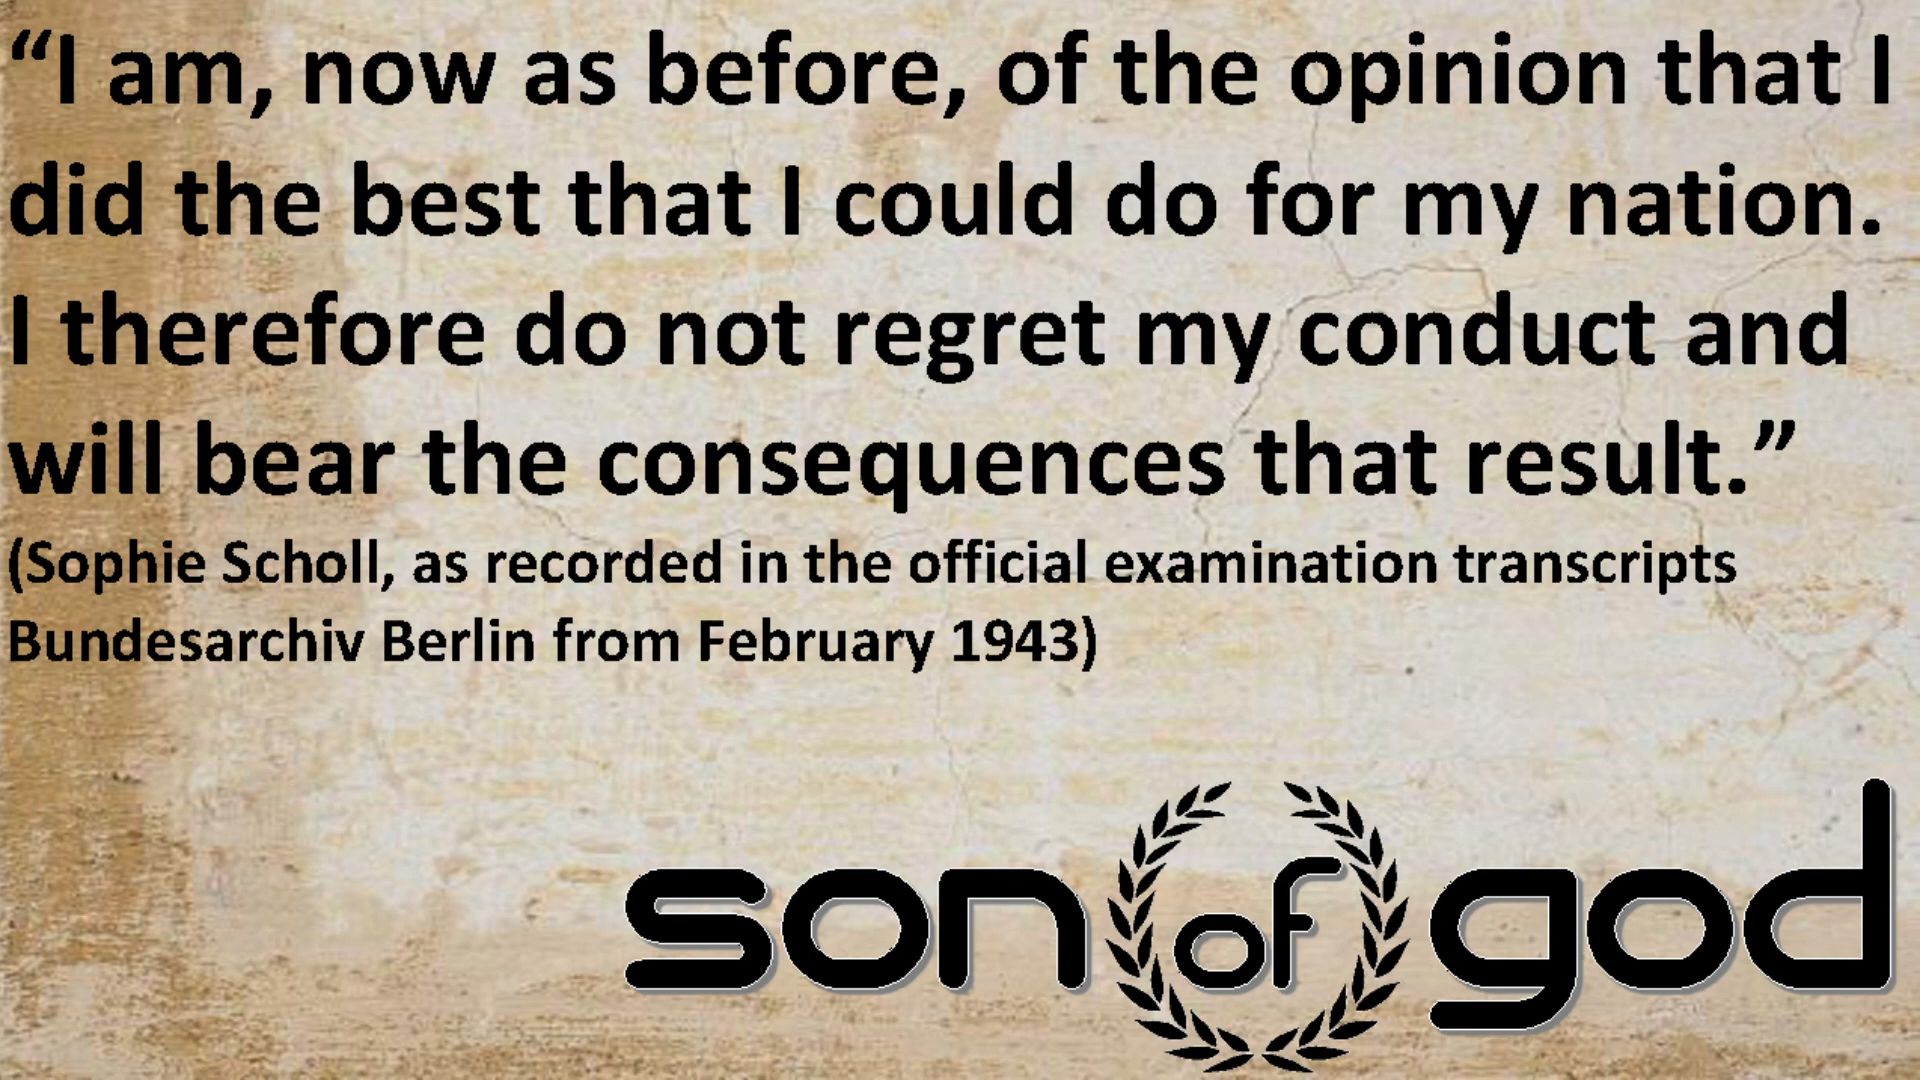 “I am, now as before, of the opinion that I
did the best that I could do for my nation.
I therefore do not regret my conduct and
will bear the consequences that result.”
(Sophie Scholl, as recorded in the official examination transcripts
Bundesarchiv Berlin from February 1943)
son of god